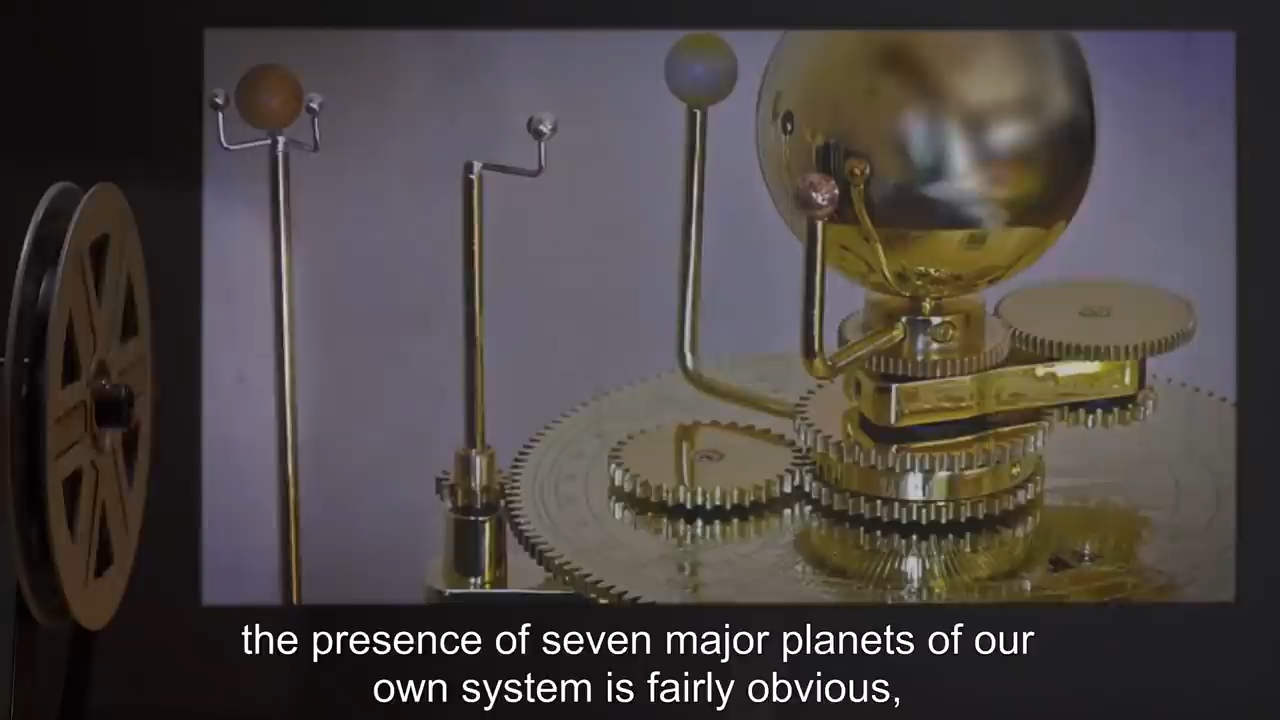 the presence of seven major planets of our
own system is fairly obvious,